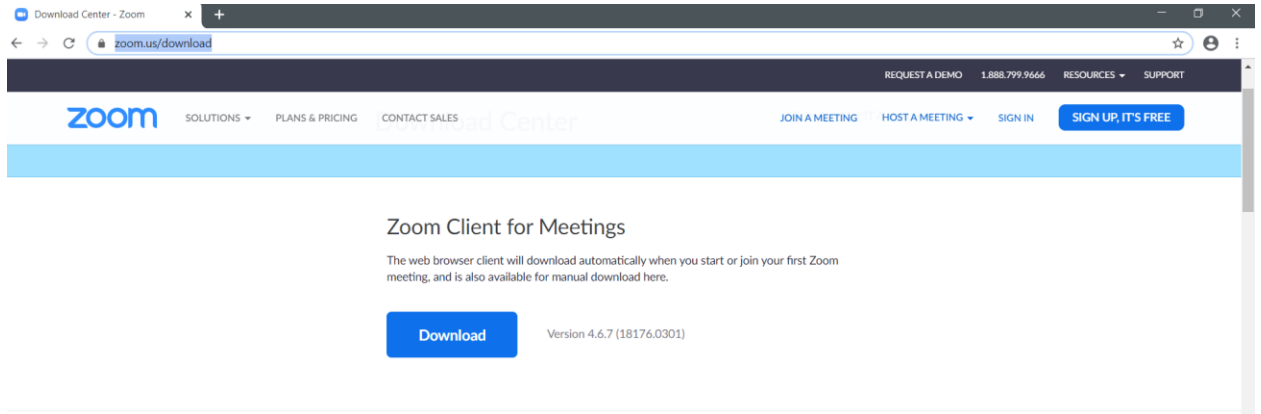 Download Center - Zoom
zoom.us/download
REQUEST A DEMO 1.888.799.9666 RESOURCES SUPPORT
zoom SOLUTIONS PLANS & PRICING CONTACT SALES JOIN A MEETING HOST A MEETING SIGN IN SIGN UP, IT'S FREE
Download Center
Zoom Client for Meetings
The web browser client will download automatically when you start or join your first Zoom
meeting, and is also available for manual download here.
Download Version 4.6.7 (18176.0301)